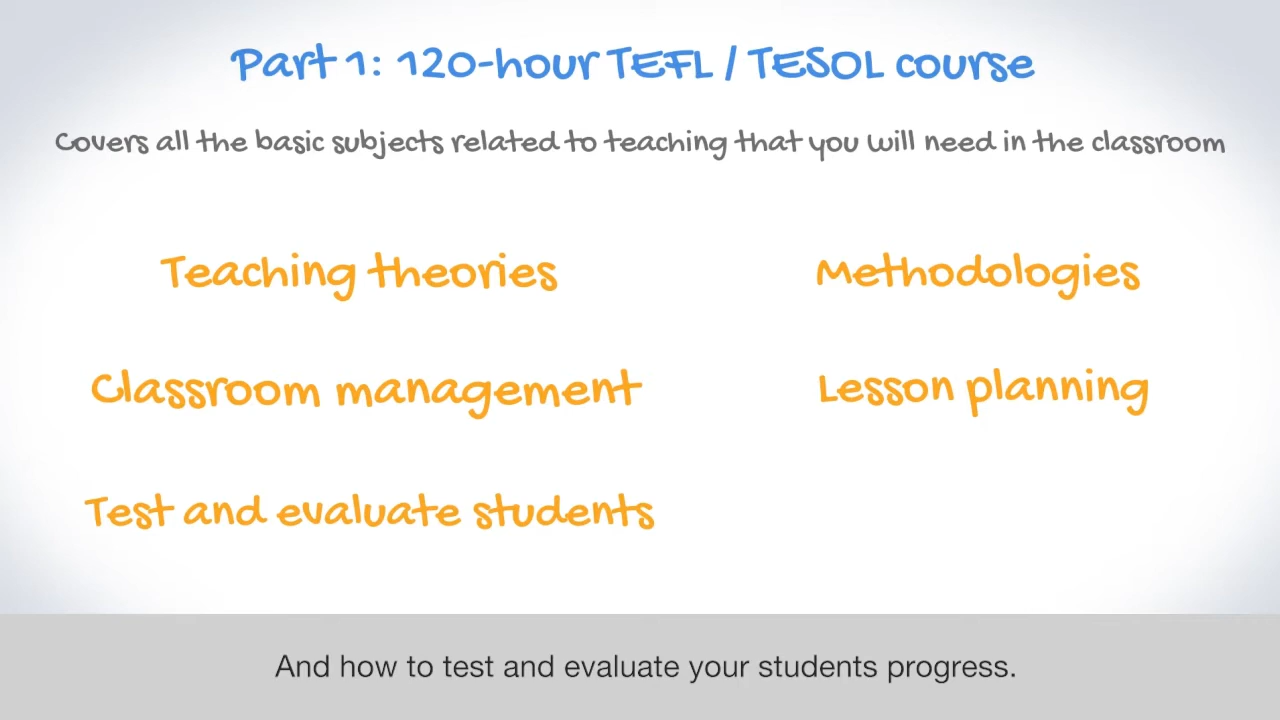 Part 1: 120-hour TEFL / TESOL course
Covers all the basic subjects related to teaching that you will need in the classroom
Teaching theories
Methodologies
Classroom management
Lesson planning
Test and evaluate students
And how to test and evaluate your students progress.